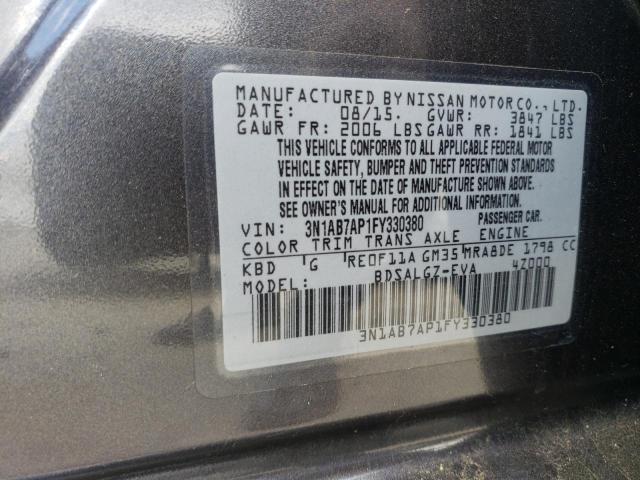 MANUFACTURED BY NISSAN MOTOR CO., LTD.
DATE: 08/15. GVWR: 3847 LBS
GAWR FR: 2006 LBS GAWR RR: 1841 LBS
THIS VEHICLE CONFORMS TO ALL APPLICABLE FEDERAL MOTOR
VEHICLE SAFETY, BUMPER AND THEFT PREVENTION STANDARDS
IN EFFECT ON THE DATE OF MANUFACTURE SHOWN ABOVE.
SEE OWNER'S MANUAL FOR ADDITIONAL INFORMATION.
VIN: 3N1AB7AP1FY330380 PASSENGER CAR.
COLOR TRIM TRANS AXLE ENGINE
KBD G RE0F11A GM35 MRA8DE 1798 CC
MODEL: BDSALGZ-EVA 4Z000
3N1AB7AP1FY330380